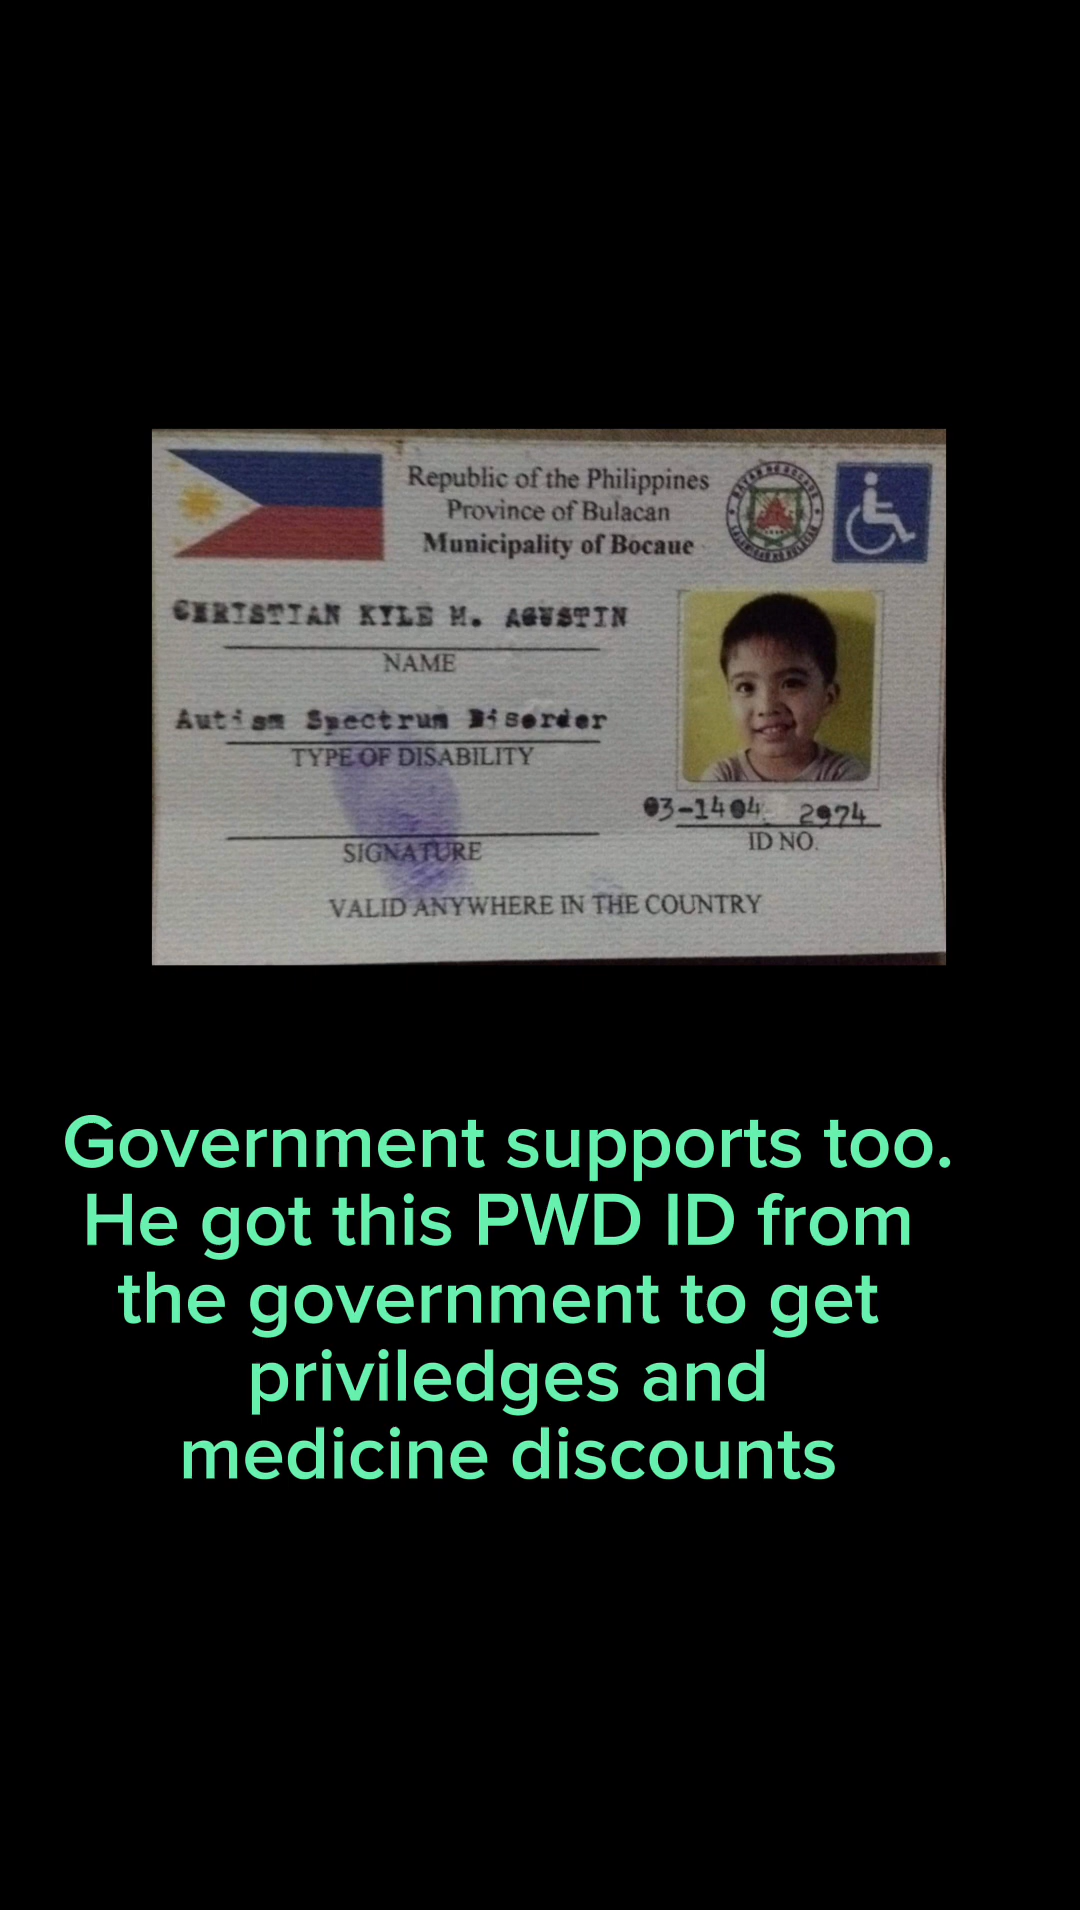 Republic of the Philippines
Province of Bulacan
Municipality of Bocaue
CHRISTIAN KYLE M. AGUSTIN
NAME
Autism Spectrum Disorder
TYPE OF DISABILITY
03-1404 2974
ID NO.
SIGNATURE
VALID ANYWHERE IN THE COUNTRY
Government supports too.
He got this PWD ID from
the government to get
priviledges and
medicine discounts